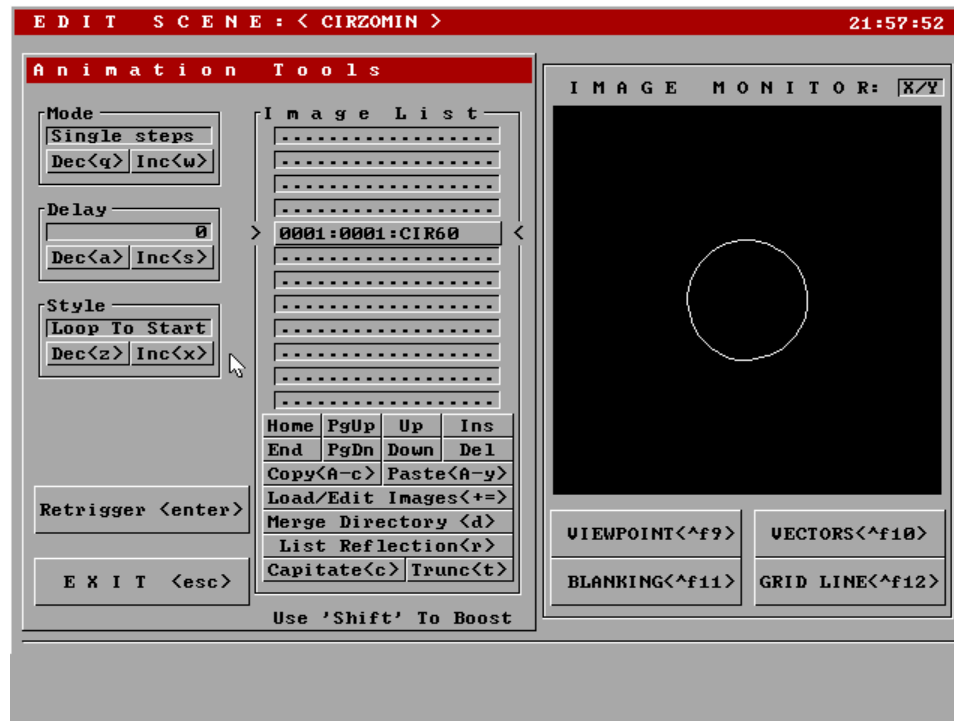 E D I T   S C E N E : < CIRZOMIN >   21:57:52
A n i m a t i o n   T o o l s
I M A G E   M O N I T O R: X/Y
Mode
Single steps
Dec<q> Inc<w>
Delay
0
Dec<a> Inc<s>
Style
Loop To Start
Dec<z> Inc<x>
I m a g e   L i s t
..................
..................
..................
..................
> 0001:0001:CIR60 <
..................
..................
..................
..................
..................
..................
..................
Home PgUp Up Ins
End PgDn Down Del
Copy<A-c> Paste<A-y>
Load/Edit Images<+=>
Merge Directory <d>
List Reflection<r>
Capitate<c> Trunc<t>
Retrigger <enter>
E X I T <esc>
Use 'Shift' To Boost
VIEWPOINT<^f9> VECTORS<^f10>
BLANKING<^f11> GRID LINE<^f12>